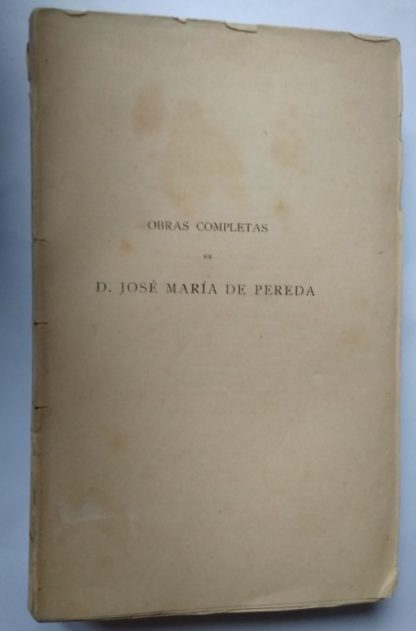 OBRAS COMPLETAS
DE
D. JOSÉ MARÍA DE PEREDA